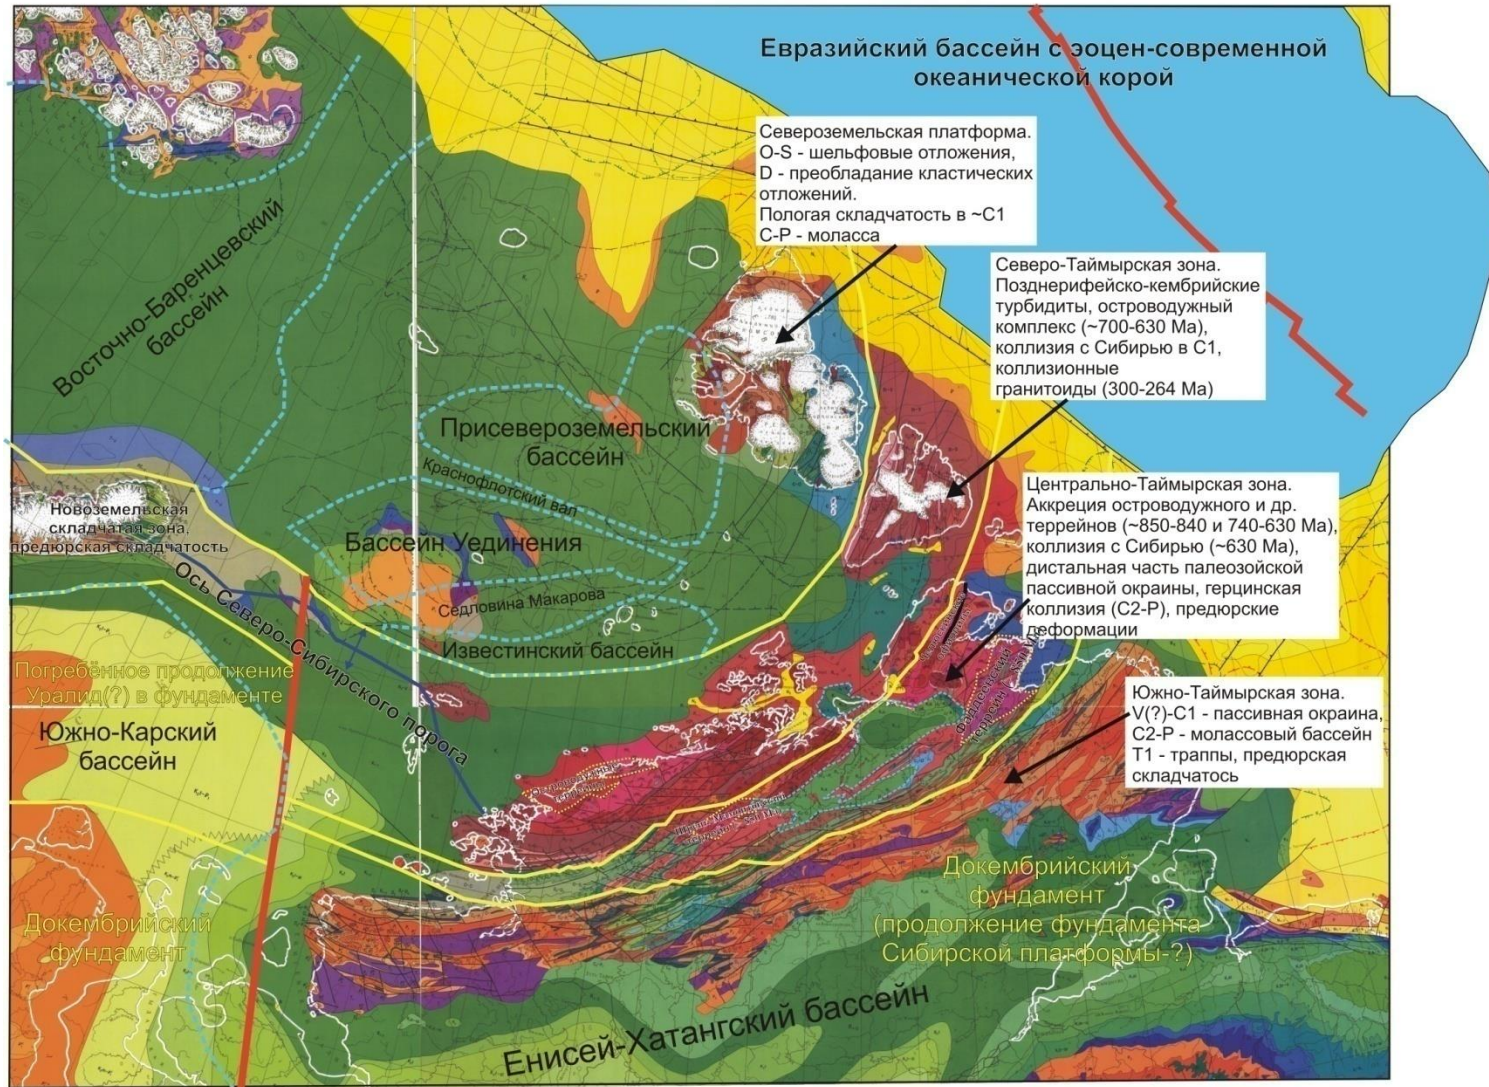 Евразийский бассейн с эоцен-современной
океанической корой
Североземельская платформа.
O-S - шельфовые отложения,
D - преобладание кластических
отложений.
Пологая складчатость в ~C1
C-P - моласса
Северо-Таймырская зона.
Позднерифейско-кембрийские
турбидиты, островодужный
комплекс (~700-630 Ma),
коллизия с Сибирью в C1,
коллизионные
гранитоиды (300-264 Ma)
Восточно-Баренцевский
бассейн
Присевероземельский
бассейн
Краснофлотский вал
Центрально-Таймырская зона.
Аккреция островодужного и др.
террейнов (~850-840 и 740-630 Ma),
коллизия с Сибирью (~630 Ma),
дистальная часть палеозойской
пассивной окраины, герцинская
коллизия (C2-P), предюрские
деформации
Новоземельская
складчатая зона,
предюрская складчатость
Бассейн Уединения
Седловина Макарова
Ось Северо-Сибирского порога
Известинский бассейн
Погребённое продолжение
Уралид(?) в фундаменте
Фаддеевский
террейн
Южно-Таймырская зона.
V(?)-C1 - пассивная окраина,
C2-P - молассовый бассейн
T1 - траппы, предюрская
складчатось
Южно-Карский
бассейн
Докембрийский
фундамент
(продолжение фундамента
Сибирской платформы-?)
Докембрийский
фундамент
Енисей-Хатангский бассейн